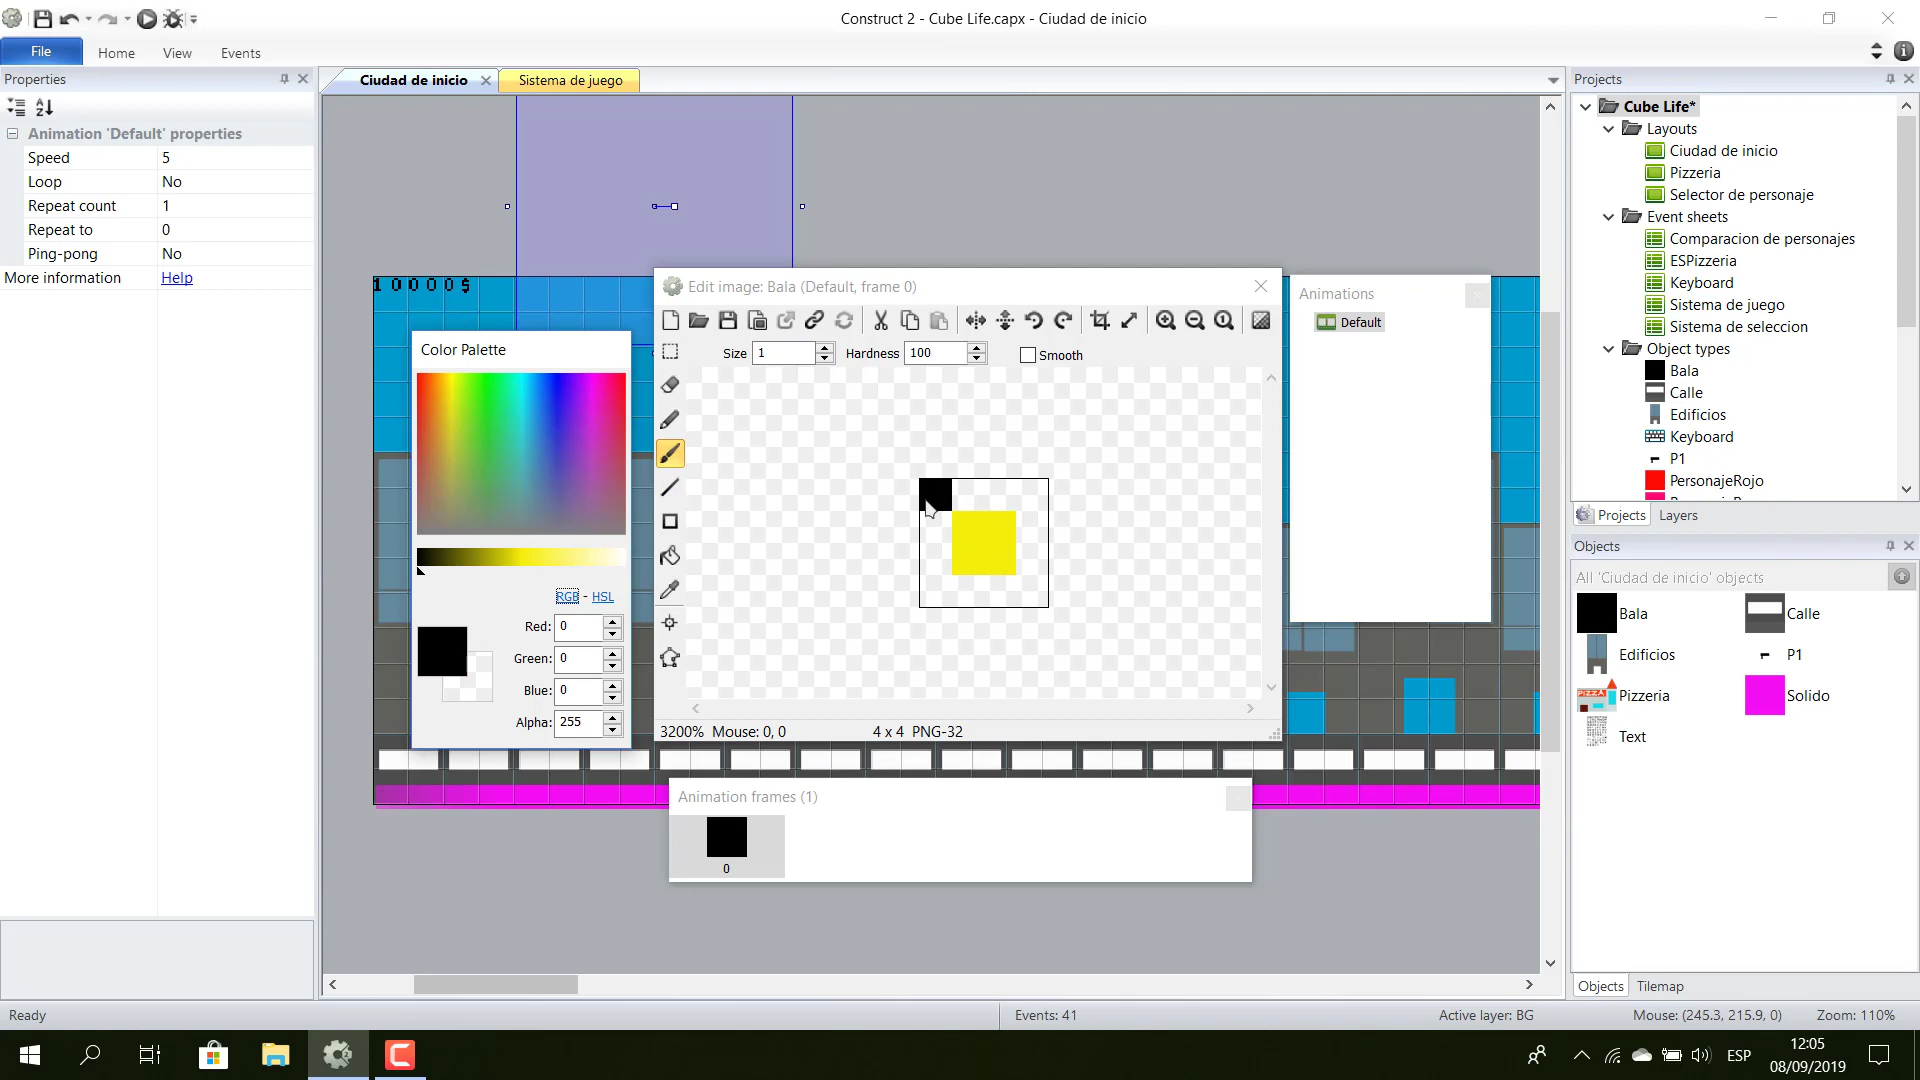 Construct 2 - Cube Life.capx - Ciudad de inicio
File
Home
View
Events
Properties
Animation 'Default' properties
Speed 5
Loop No
Repeat count 1
Repeat to 0
Ping-pong No
More information Help
Ciudad de inicio
Sistema de juego
10000$
Color Palette
RGB - HSL
Red: 0
Green: 0
Blue: 0
Alpha: 255
Edit image: Bala (Default, frame 0)
Size 1 Hardness 100 Smooth
3200% Mouse: 0, 0 4 x 4 PNG-32
Animations
Default
Animation frames (1)
0
Projects
Cube Life*
Layouts
Ciudad de inicio
Pizzeria
Selector de personaje
Event sheets
Comparacion de personajes
ESPizzeria
Keyboard
Sistema de juego
Sistema de seleccion
Object types
Bala
Calle
Edificios
Keyboard
P1
PersonajeRojo
Projects Layers
Objects
All 'Ciudad de inicio' objects
Bala Calle
Edificios P1
PIZZA
Pizzeria Solido
Text
Objects Tilemap
Ready Events: 41 Active layer: BG Mouse: (245.3, 215.9, 0) Zoom: 110%
ESP
12:05
08/09/2019